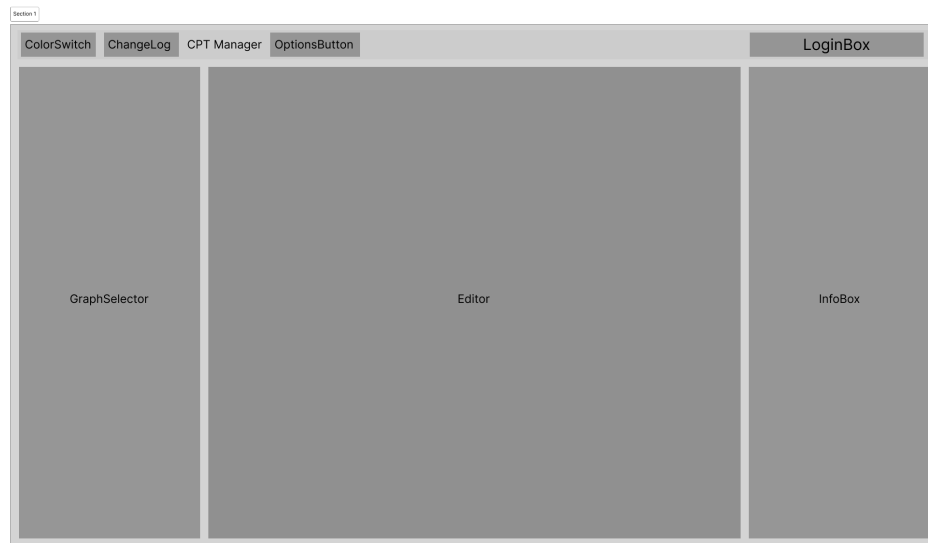 Section 1
ColorSwitch ChangeLog CPT Manager OptionsButton LoginBox
GraphSelector Editor InfoBox